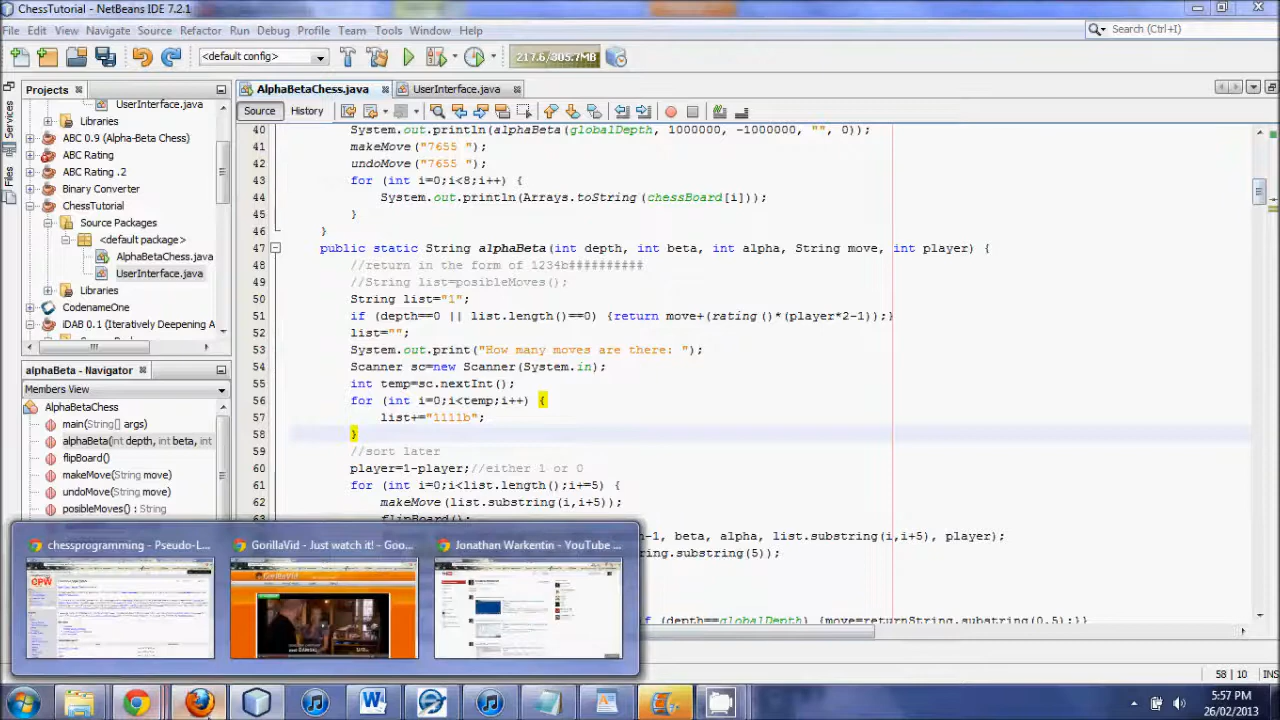 ChessTutorial - NetBeans IDE 7.2.1
File Edit View Navigate Source Refactor Run Debug Profile Team Tools Window Help
Search (Ctrl+I)
<default config>
217.6/805.7MB
Projects
AlphaBetaChess.java
UserInterface.java
Services
Files
Source History
UserInterface.java
Libraries
ABC 0.9 (Alpha-Beta Chess)
ABC Rating
ABC Rating .2
Binary Converter
ChessTutorial
Source Packages
<default package>
AlphaBetaChess.java
UserInterface.java
Libraries
CodenameOne
iDAB 0.1 (Iteratively Deepening A
alphaBeta - Navigator
Members View
AlphaBetaChess
main(String[] args)
alphaBeta(int depth, int beta, int
flipBoard()
makeMove(String move)
undoMove(String move)
posibleMoves() : String
40 System.out.println(alphaBeta(globalDepth, 1000000, -1000000, "", 0));
41 makeMove("7655 ");
42 undoMove("7655 ");
43 for (int i=0;i<8;i++) {
44 System.out.println(Arrays.toString(chessBoard[i]));
45 }
46 }
47 public static String alphaBeta(int depth, int beta, int alpha, String move, int player) {
48 //return in the form of 1234b##########
49 //String list=posibleMoves();
50 String list="1";
51 if (depth==0 || list.length()==0) {return move+(rating()*(player*2-1));}
52 list="";
53 System.out.print("How many moves are there: ");
54 Scanner sc=new Scanner(System.in);
55 int temp=sc.nextInt();
56 for (int i=0;i<temp;i++) {
57 list+="1111b";
58 }
59 //sort later
60 player=1-player;//either 1 or 0
61 for (int i=0;i<list.length();i+=5) {
62 makeMove(list.substring(i,i+5));
63 flipBoard();
-1, beta, alpha, list.substring(i,i+5), player);
tring.substring(5));
if (depth==globalDepth) {move=returnString.substring(0,5);}
chessprogramming - Pseudo-L...
GorillaVid - Just watch it! - Goo...
Jonathan Warkentin - YouTube ...
GorillaVid
58 | 10 INS
5:57 PM
26/02/2013